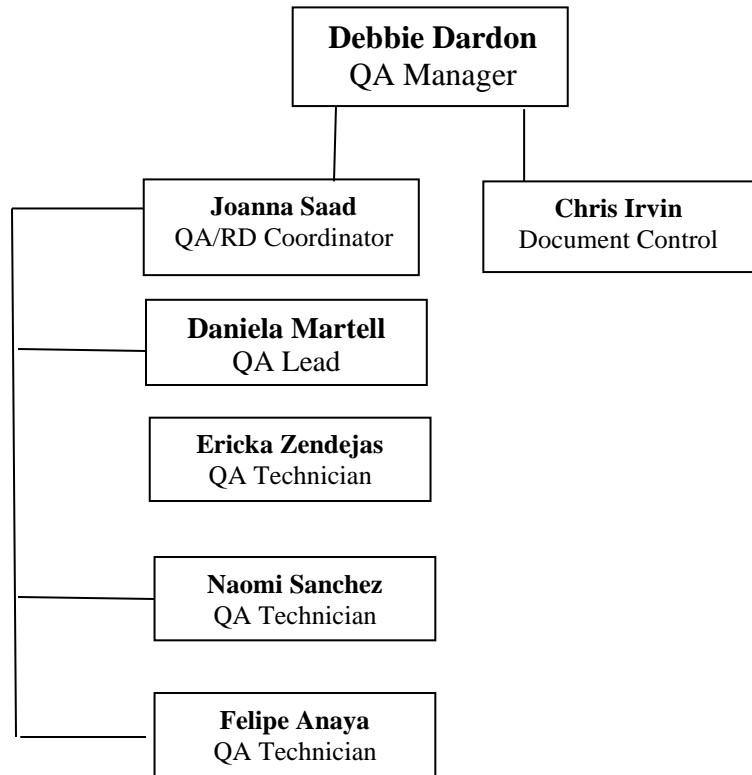 Debbie Dardon
QA Manager
Joanna Saad
QA/RD Coordinator
Chris Irvin
Document Control
Daniela Martell
QA Lead
Ericka Zendejas
QA Technician
Naomi Sanchez
QA Technician
Felipe Anaya
QA Technician